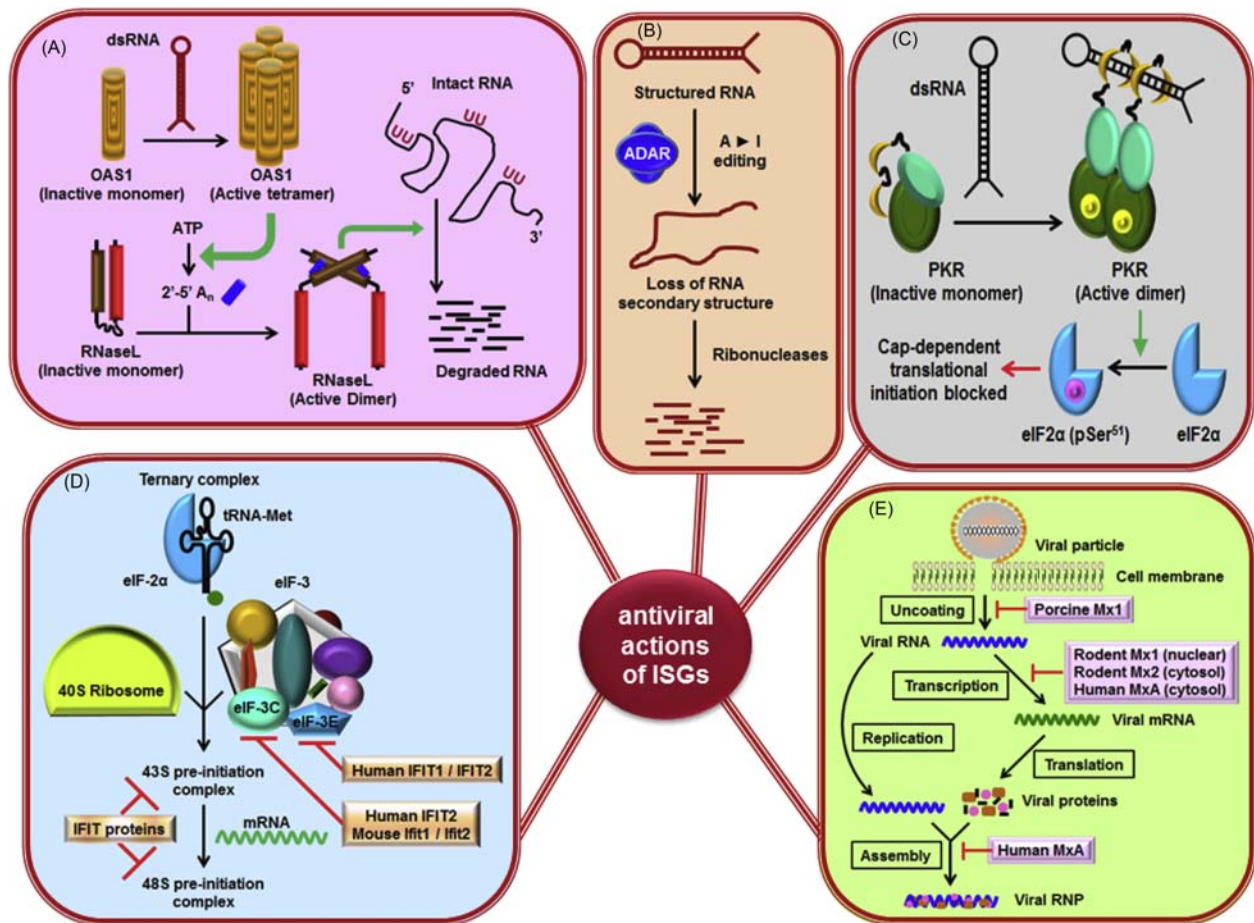 (A)
dsRNA
OAS1
(Inactive monomer)
OAS1
(Active tetramer)
ATP
2'-5' Aₙ
RNaseL
(Inactive monomer)
RNaseL
(Active Dimer)
Intact RNA
5'
UU
UU
UU
3'
Degraded RNA
(B)
Structured RNA
ADAR
A ► I
editing
Loss of RNA
secondary structure
Ribonucleases
(C)
dsRNA
PKR
(Inactive monomer)
PKR
(Active dimer)
Cap-dependent
translational
initiation blocked
eIF2α (pSer⁵¹)
eIF2α
(D)
Ternary complex
tRNA-Met
eIF-2α
eIF-3
40S Ribosome
eIF-3C
eIF-3E
Human IFIT1 / IFIT2
43S pre-initiation
complex
Human IFIT2
Mouse Ifit1 / Ifit2
IFIT proteins
mRNA
48S pre-initiation
complex
antiviral
actions
of ISGs
(E)
Viral particle
Cell membrane
Uncoating
Porcine Mx1
Viral RNA
Rodent Mx1 (nuclear)
Rodent Mx2 (cytosol)
Human MxA (cytosol)
Transcription
Viral mRNA
Replication
Translation
Viral proteins
Assembly
Human MxA
Viral RNP